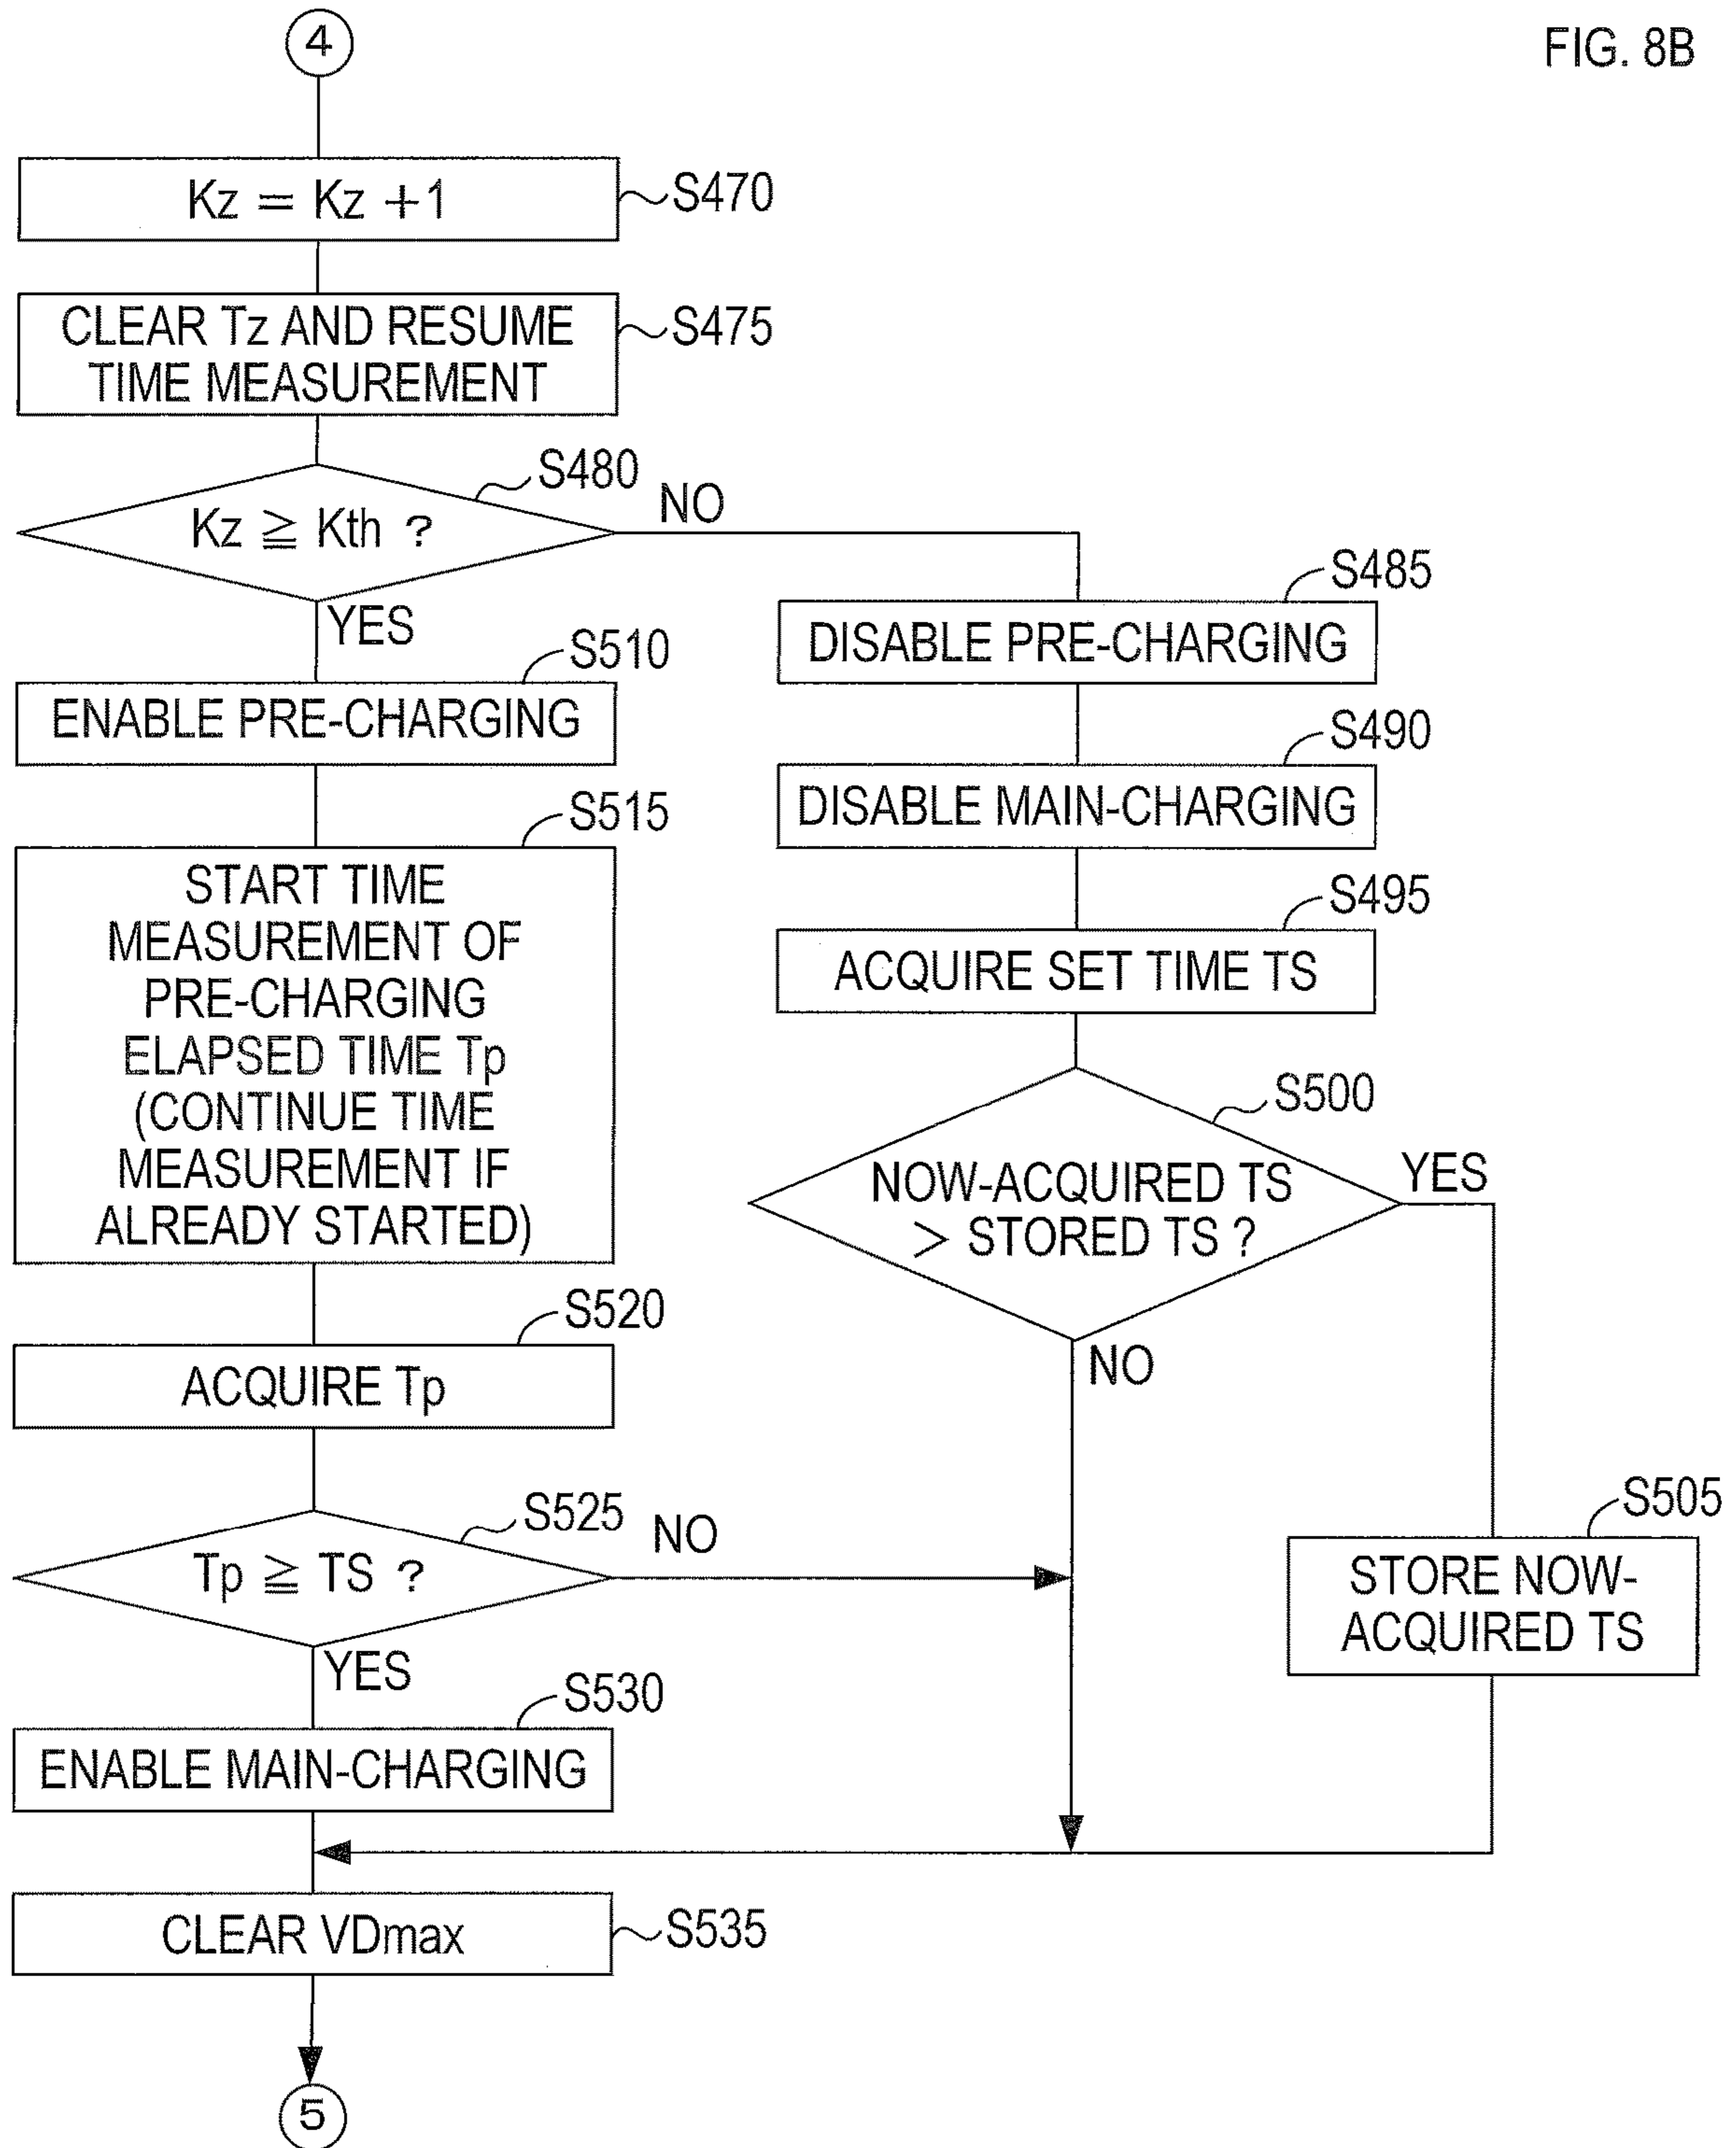 FIG. 8B
4
Kz = Kz +1
S470
CLEAR Tz AND RESUME
TIME MEASUREMENT
S475
S480
Kz ≧ Kth ?
NO
YES
S485
DISABLE PRE-CHARGING
S510
ENABLE PRE-CHARGING
S490
DISABLE MAIN-CHARGING
S515
START TIME
MEASUREMENT OF
PRE-CHARGING
ELAPSED TIME Tp
(CONTINUE TIME
MEASUREMENT IF
ALREADY STARTED)
S495
ACQUIRE SET TIME TS
S500
NOW-ACQUIRED TS
> STORED TS ?
YES
NO
S520
ACQUIRE Tp
S525
Tp ≧ TS ?
NO
YES
S505
STORE NOW-
ACQUIRED TS
S530
ENABLE MAIN-CHARGING
CLEAR VDmax
S535
5